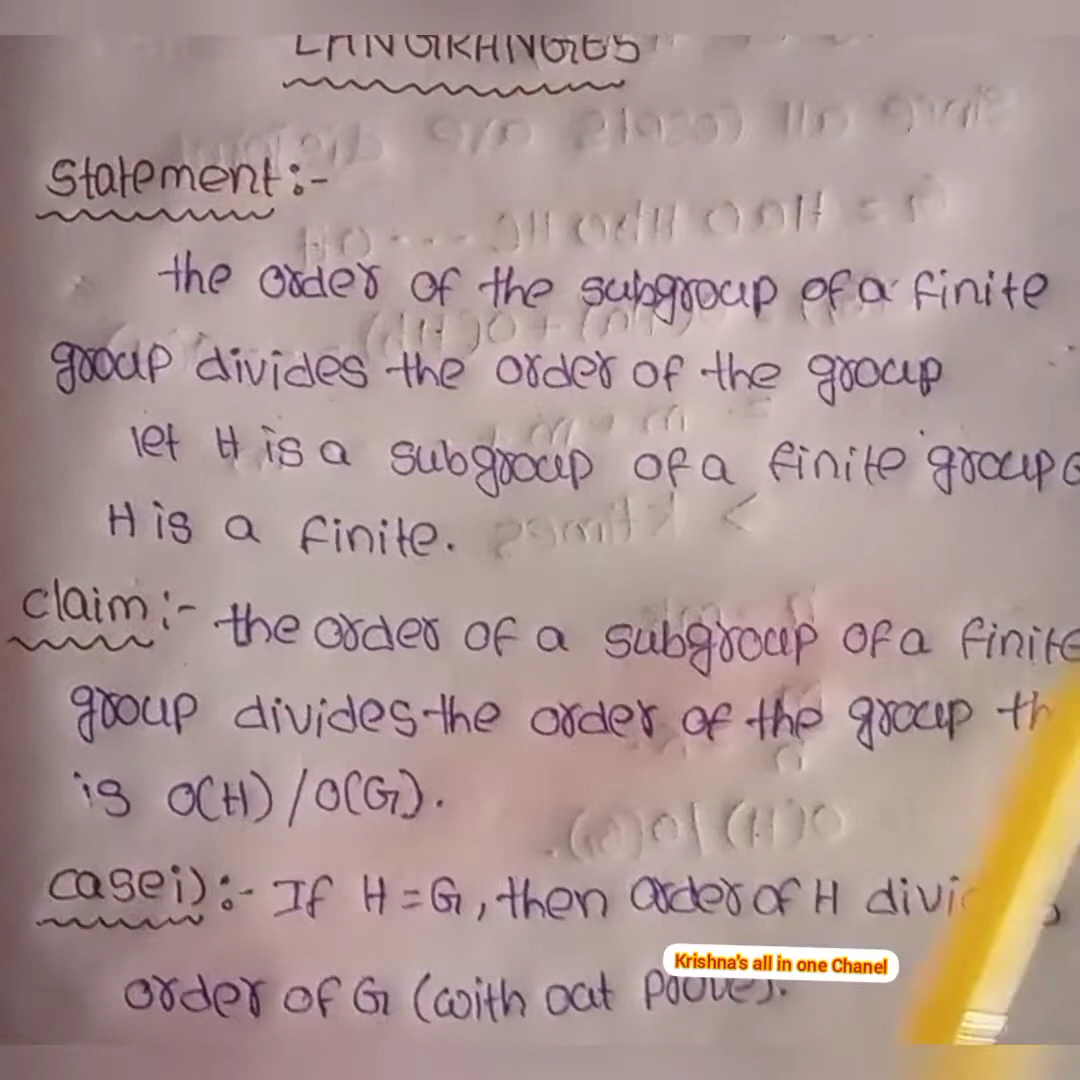 LANGRANGES
Statement:-
the order of the subgroup of a finite
group divides the order of the group
let H is a subgroup of a finite group G
H is a finite.
claim:- the order of a subgroup of a finite
group divides the order of the group th
is O(H)/O(G).
case i):- If H=G, then order of H divi
order of G (with out
Krishna's all in one Chanel